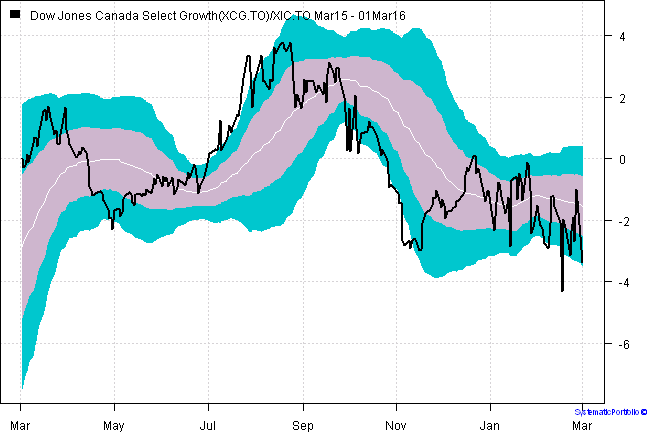 Dow Jones Canada Select Growth(XCG.TO)/XIC.TO Mar15 - 01Mar16
4
2
0
-2
-4
-6
SystematicPortfolio ©
Mar May Jul Sep Nov Jan Mar